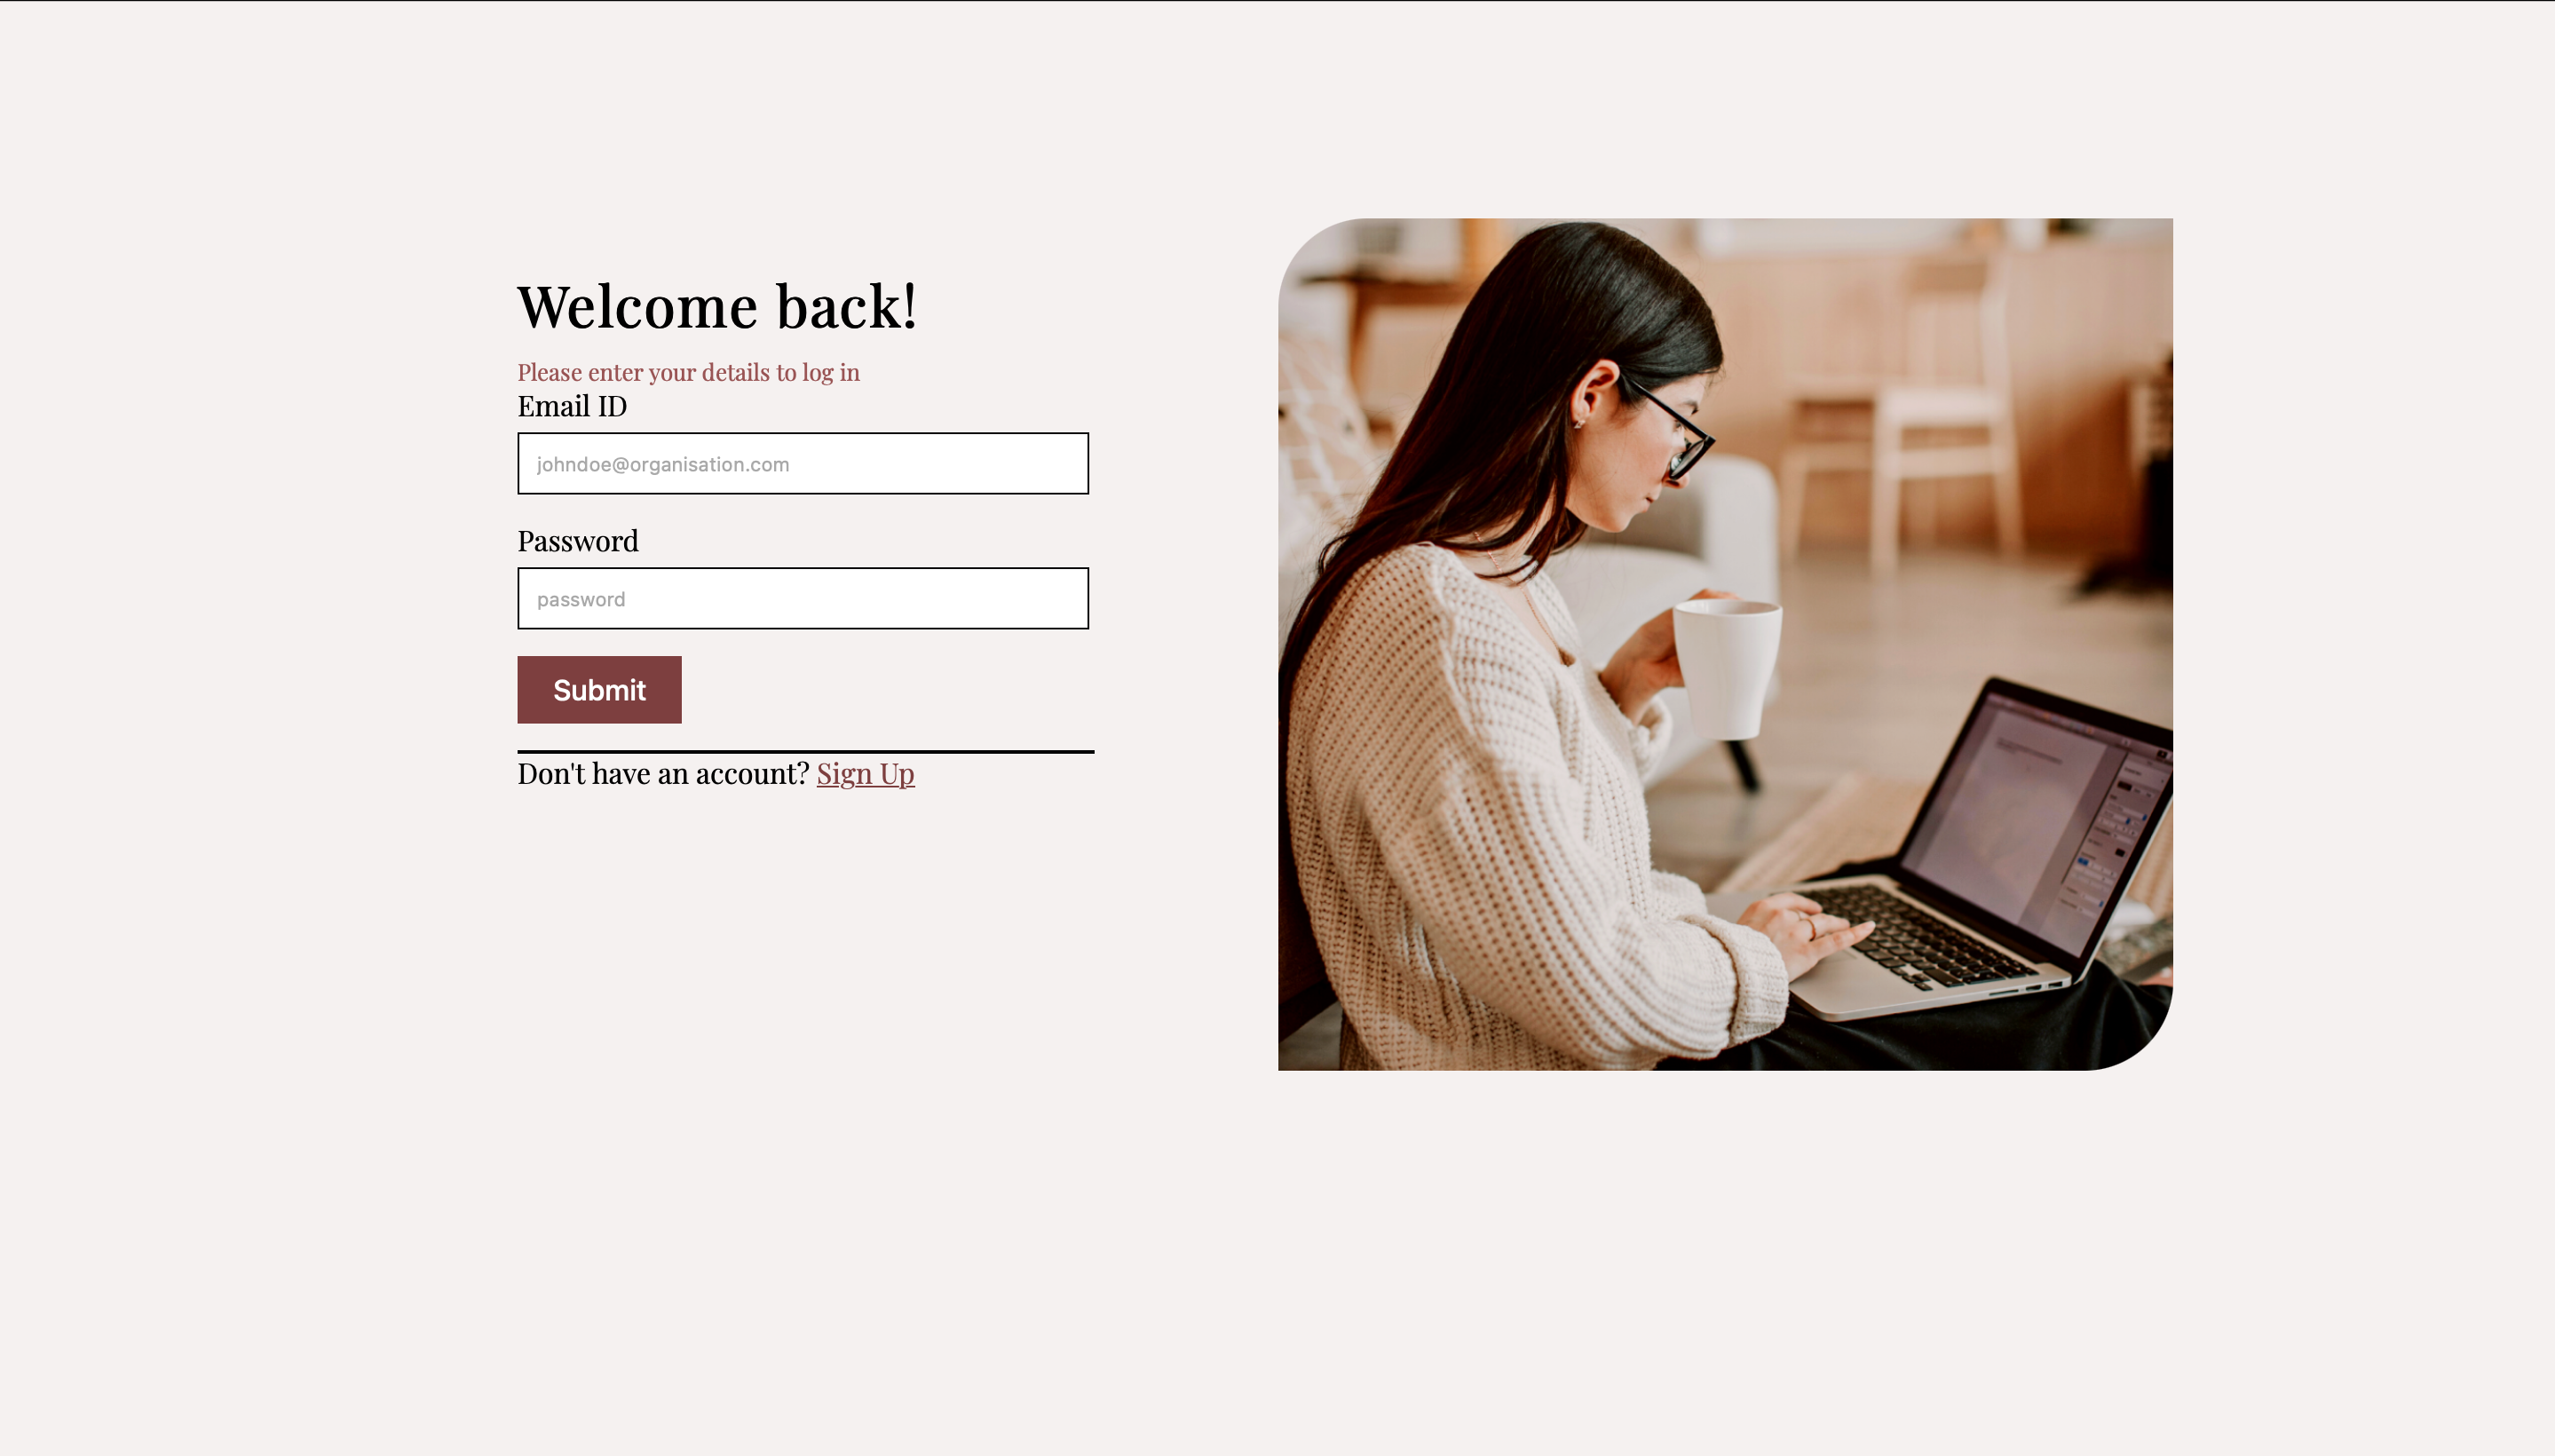 Welcome back!
Please enter your details to log in
Email ID
johndoe@organisation.com
Password
password
Submit
Don't have an account? Sign Up